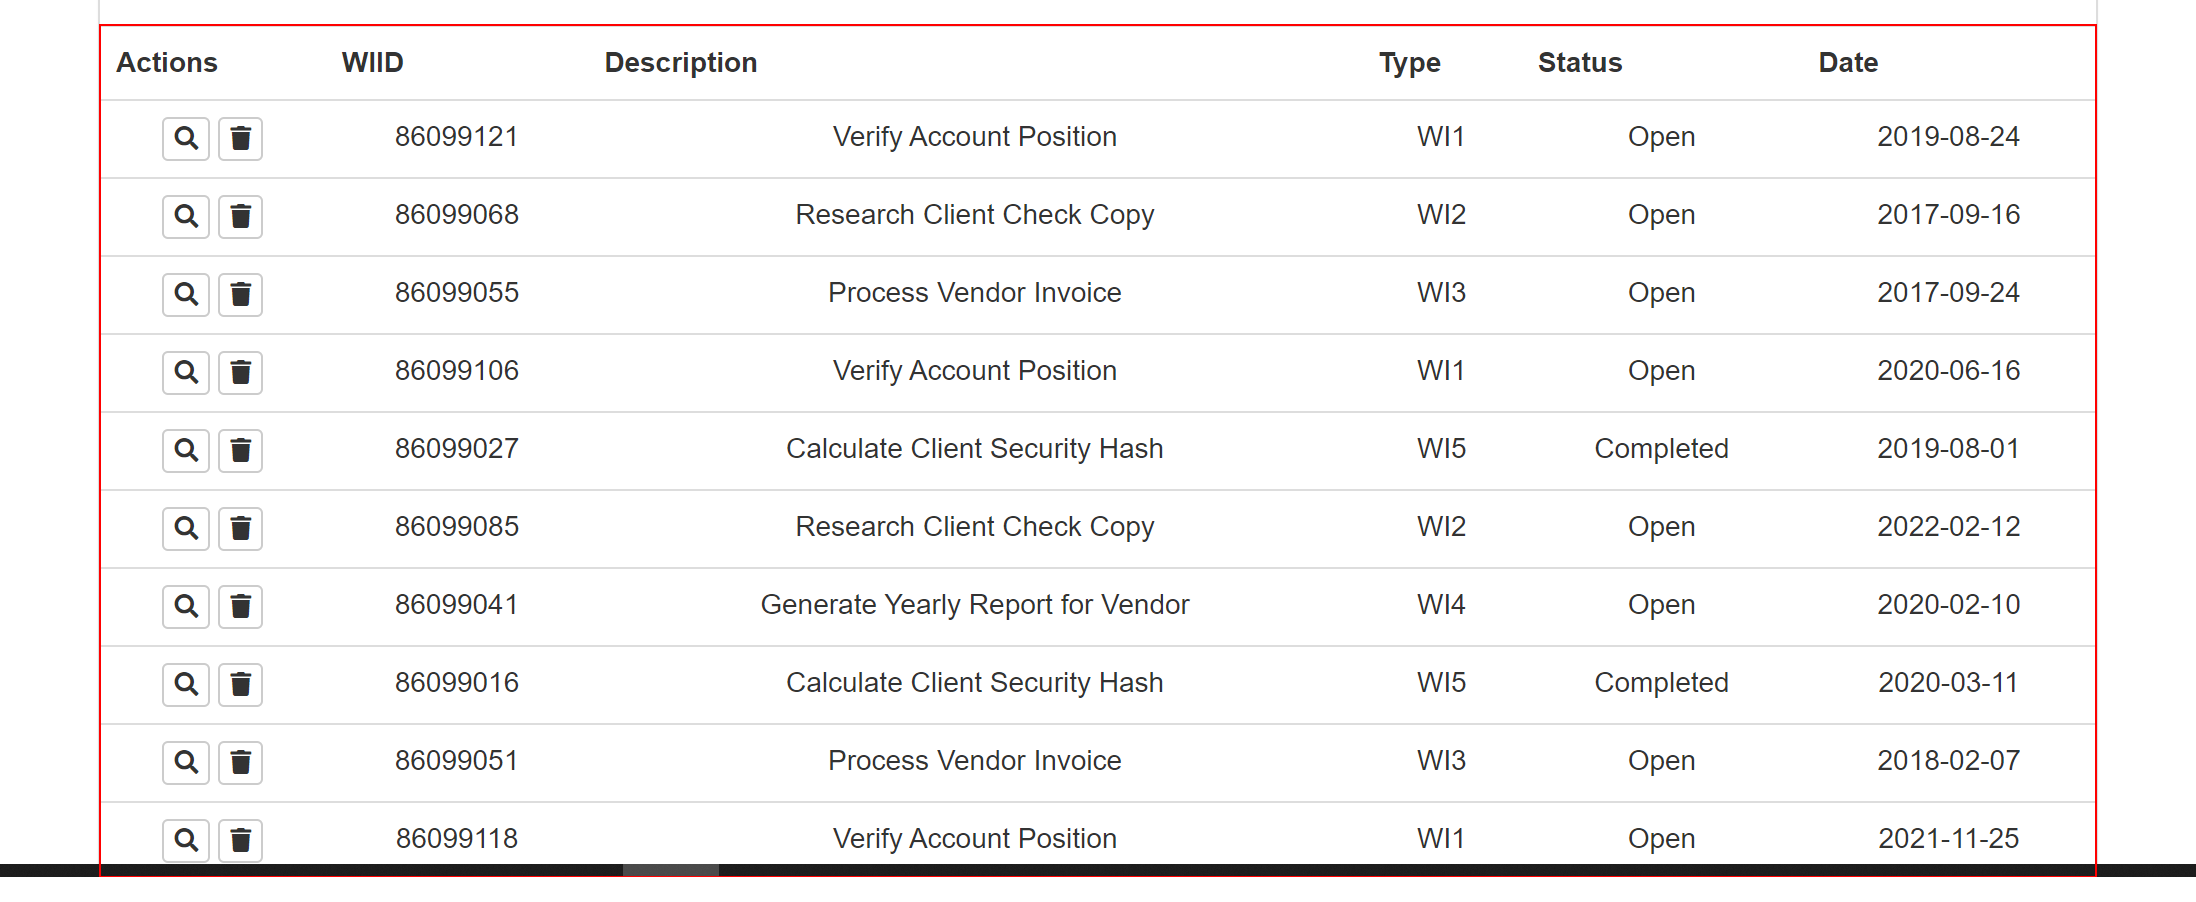 Actions WIID Description Type Status Date
86099121 Verify Account Position WI1 Open 2019-08-24
86099068 Research Client Check Copy WI2 Open 2017-09-16
86099055 Process Vendor Invoice WI3 Open 2017-09-24
86099106 Verify Account Position WI1 Open 2020-06-16
86099027 Calculate Client Security Hash WI5 Completed 2019-08-01
86099085 Research Client Check Copy WI2 Open 2022-02-12
86099041 Generate Yearly Report for Vendor WI4 Open 2020-02-10
86099016 Calculate Client Security Hash WI5 Completed 2020-03-11
86099051 Process Vendor Invoice WI3 Open 2018-02-07
86099118 Verify Account Position WI1 Open 2021-11-25